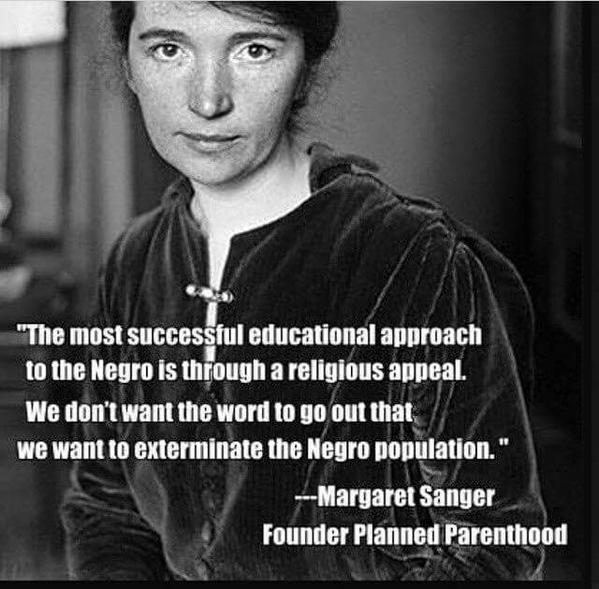 "The most successful educational approach
to the Negro is through a religious appeal.
We don't want the word to go out that
we want to exterminate the Negro population. "
---Margaret Sanger
Founder Planned Parenthood